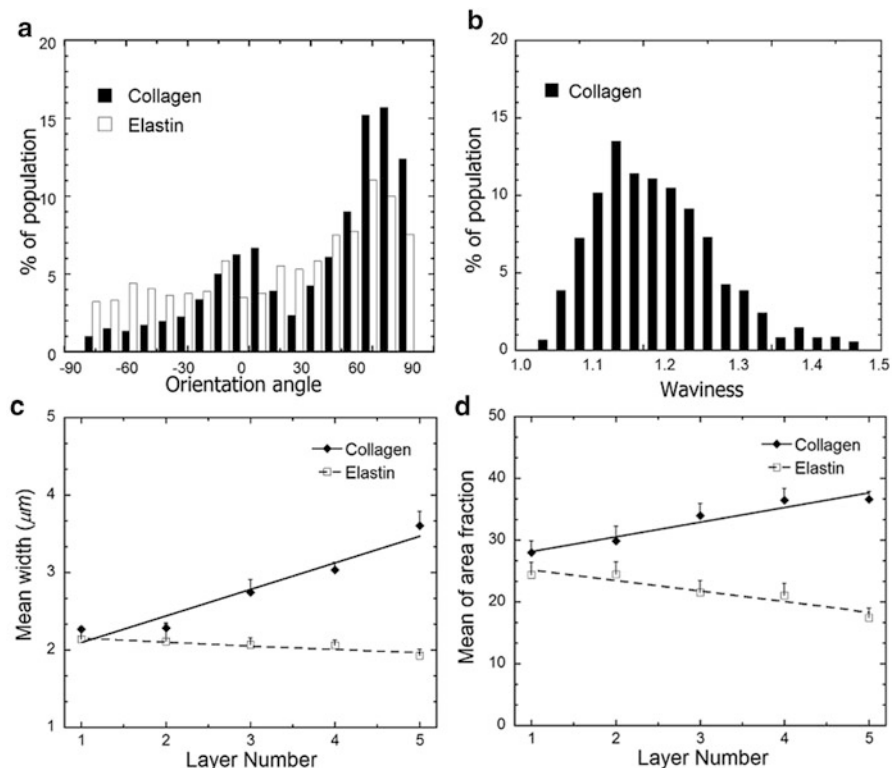 a
20
15
10
5
0
% of population
Collagen
Elastin
-90 -60 -30 0 30 60 90
Orientation angle
b
20
15
10
5
0
% of population
Collagen
1.0 1.1 1.2 1.3 1.4 1.5
Waviness
c
5
4
3
2
1
Mean width (μm)
Collagen
Elastin
1 2 3 4 5
Layer Number
d
50
40
30
20
10
0
Mean of area fraction
Collagen
Elastin
1 2 3 4 5
Layer Number